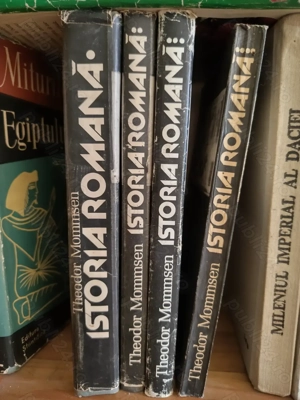 Mituri
Egiptulu
Theodor Mommsen
ISTORIA ROMANĂ•
Theodor Mommsen
ISTORIA ROMANĂ
Theodor Mommsen
ISTORIA ROMANĂ
Theodor Mommsen
ISTORIA ROMANĂ
MILENIUL IMPERIAL AL DACIEI